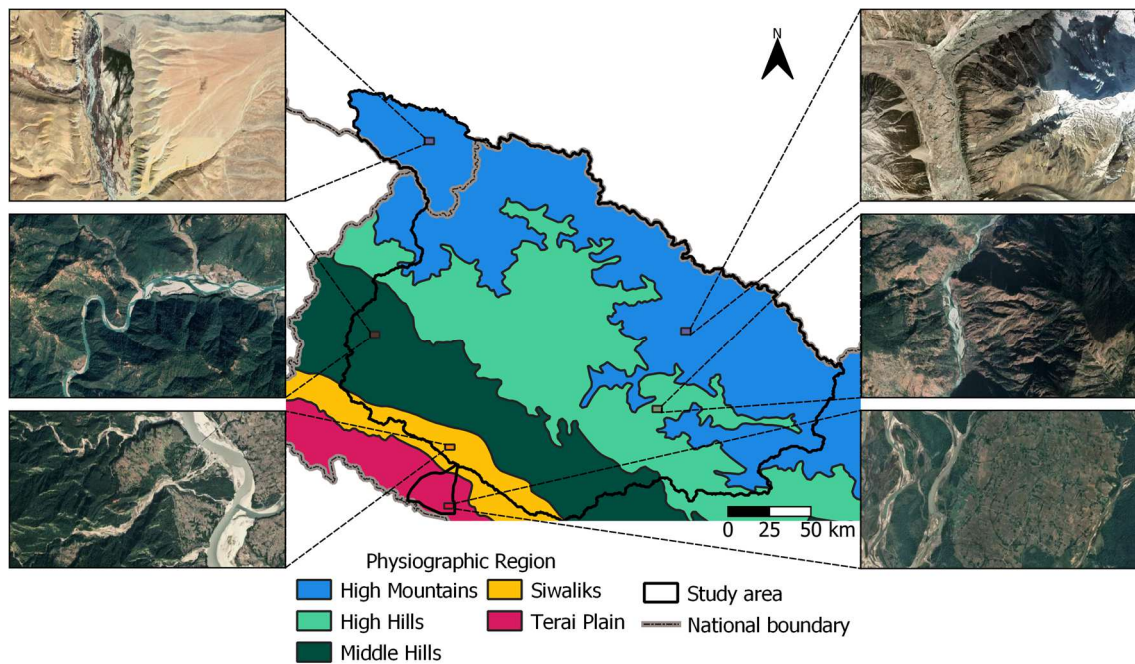 N
0 25 50 km
Physiographic Region
High Mountains
Siwaliks
Study area
High Hills
Terai Plain
National boundary
Middle Hills